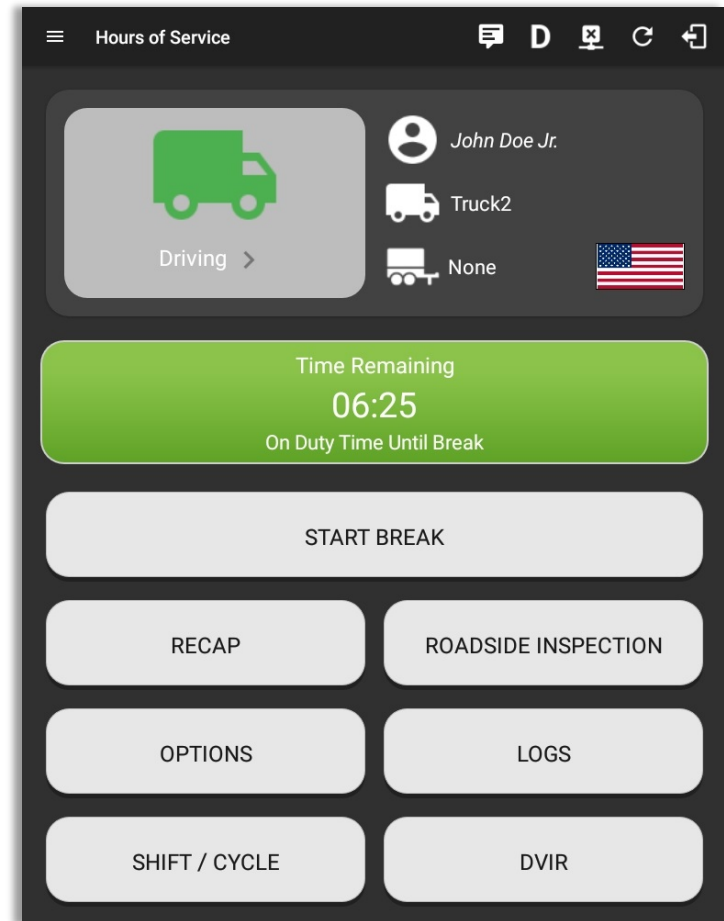 Hours of Service
D
John Doe Jr.
Truck2
Driving
None
Time Remaining
06:25
On Duty Time Until Break
START BREAK
RECAP
ROADSIDE INSPECTION
OPTIONS
LOGS
SHIFT / CYCLE
DVIR